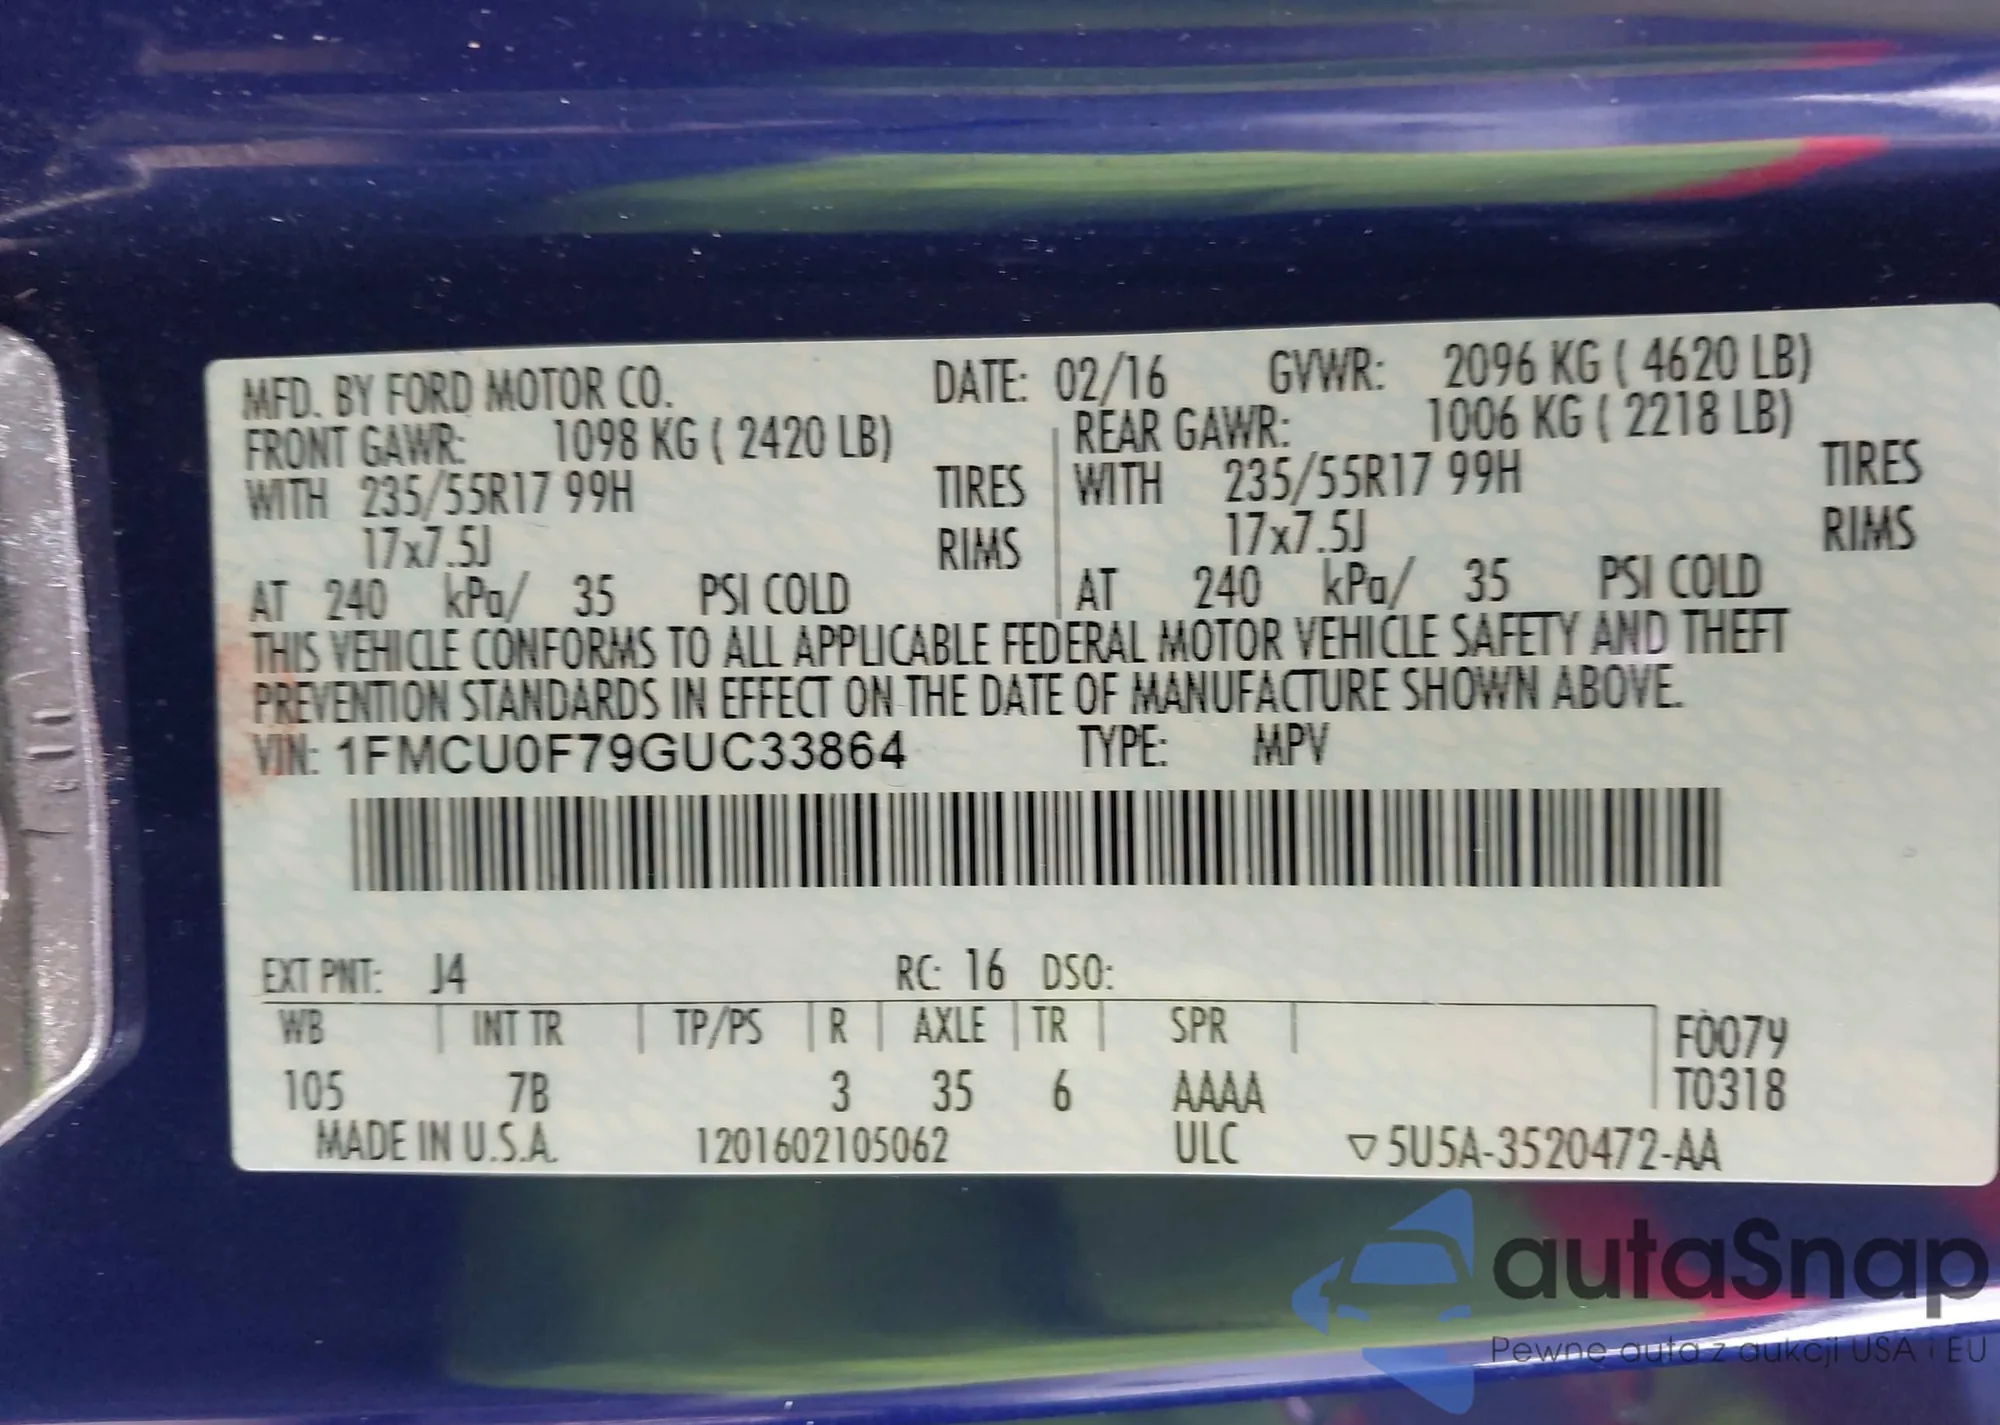 MFD. BY FORD MOTOR CO. DATE: 02/16 GVWR: 2096 KG ( 4620 LB)
FRONT GAWR: 1098 KG ( 2420 LB) REAR GAWR: 1006 KG ( 2218 LB)
WITH 235/55R17 99H TIRES WITH 235/55R17 99H TIRES
17x7.5J RIMS 17x7.5J RIMS
AT 240 kPa/ 35 PSI COLD AT 240 kPa/ 35 PSI COLD
THIS VEHICLE CONFORMS TO ALL APPLICABLE FEDERAL MOTOR VEHICLE SAFETY AND THEFT
PREVENTION STANDARDS IN EFFECT ON THE DATE OF MANUFACTURE SHOWN ABOVE.
VIN: 1FMCU0F79GUC33864 TYPE: MPV
EXT PNT: J4 RC: 16 DSO:
WB INT TR TP/PS R AXLE TR SPR F0079
105 7B 3 35 6 AAAA T0318
MADE IN U.S.A. 1201602105062 ULC ▽5U5A-3520472-AA
autaSnap
Pewne auta z aukcji USA i EU